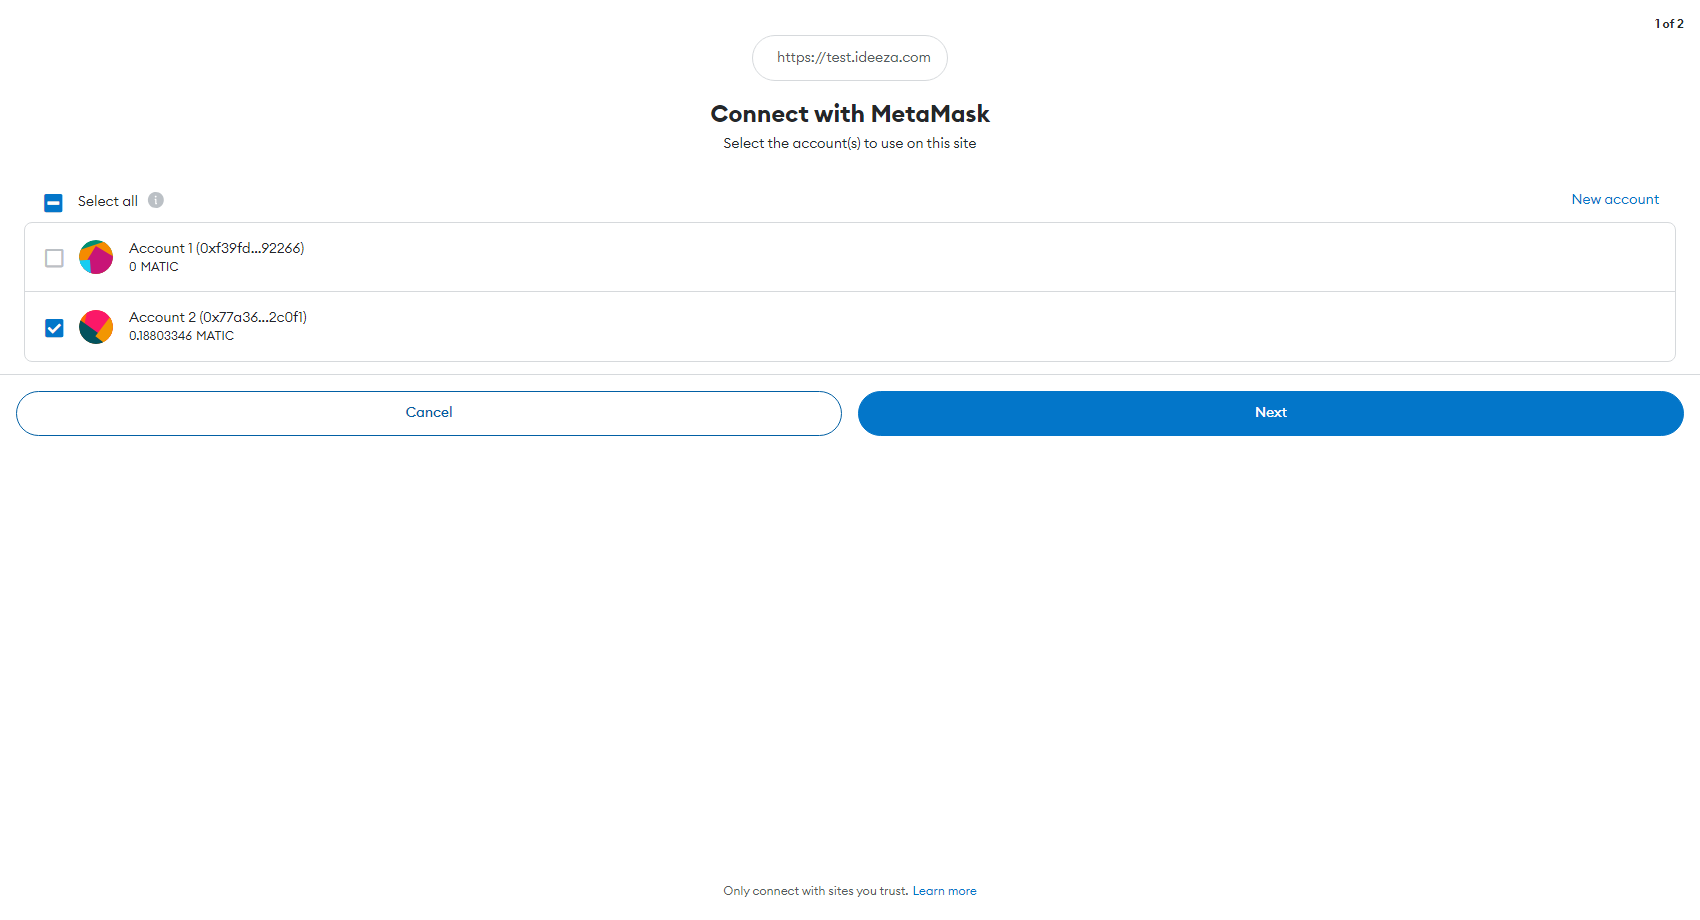 1 of 2
https://test.ideeza.com
Connect with MetaMask
Select the account(s) to use on this site
Select all
New account
Account 1 (0xf39fd...92266)
0 MATIC
Account 2 (0x77a36...2c0f1)
0.18803346 MATIC
Cancel
Next
Only connect with sites you trust. Learn more